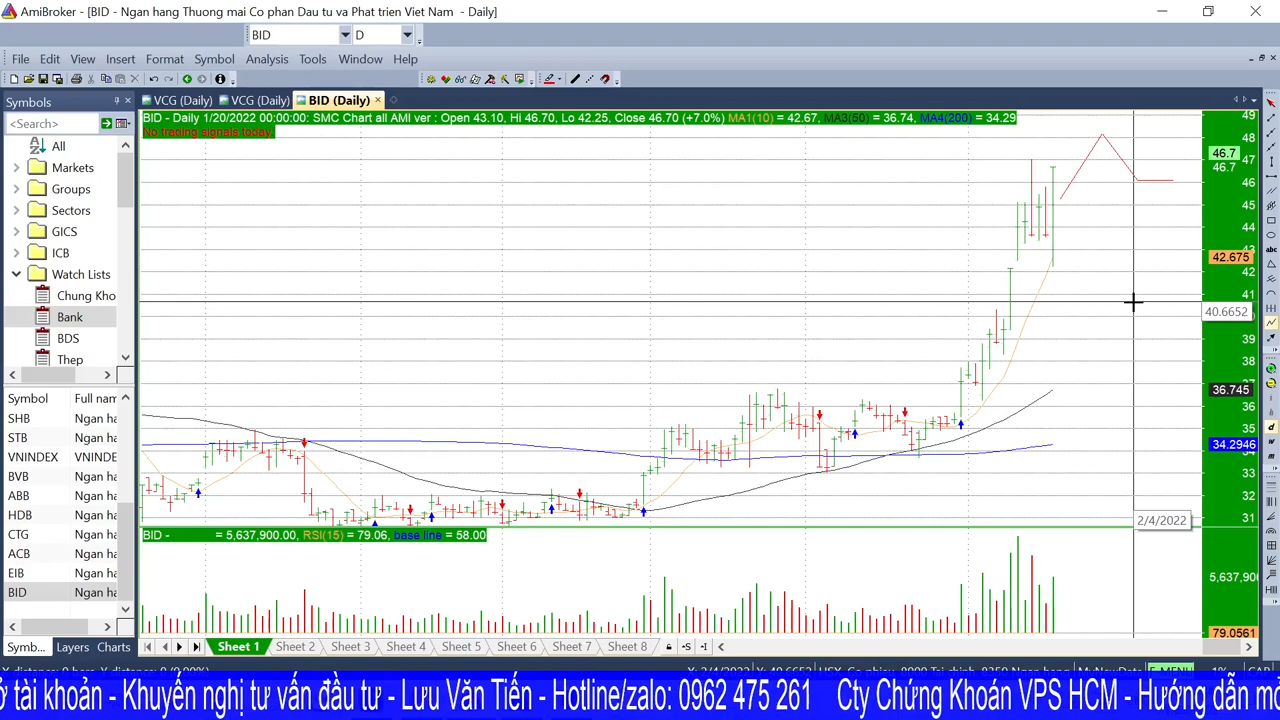 AmiBroker - [BID - Ngan hang Thuong mai Co phan Dau tu va Phat trien Viet Nam - Daily]
BID D
File Edit View Insert Format Symbol Analysis Tools Window Help
Symbols
VCG (Daily) VCG (Daily) BID (Daily)
<Search>
BID - Daily 1/20/2022 00:00:00: SMC Chart all AMI ver : Open 43.10, Hi 46.70, Lo 42.25, Close 46.70 (+7.0%) MA1(10) = 42.67, MA3(50) = 36.74, MA4(200) = 34.29
No trading signals today
All
Markets
Groups
Sectors
GICS
ICB
Watch Lists
Chung Kho
Bank
BDS
Thep
49
48
46.7
47
46.7
46
45
44
43
42.675
42
41
40.6652
39
38
37
36.745
36
35
34.2946
34
33
32
31
2/4/2022
Symbol Full name
SHB Ngan ha
STB Ngan ha
VNINDEX VNINDE
BVB Ngan ha
ABB Ngan ha
HDB Ngan ha
CTG Ngan ha
ACB Ngan ha
EIB Ngan ha
BID Ngan ha
BID - = 5,637,900.00, RSI(15) = 79.06, base line = 58.00
5,637,900
79.0561
Symb... Layers Charts
Sheet 1 Sheet 2 Sheet 3 Sheet 4 Sheet 5 Sheet 6 Sheet 7 Sheet 8
ở tài khoản - Khuyến nghị tư vấn đầu tư - Lưu Văn Tiến - Hotline/zalo: 0962 475 261 Cty Chứng Khoán VPS HCM - Hướng dẫn mở